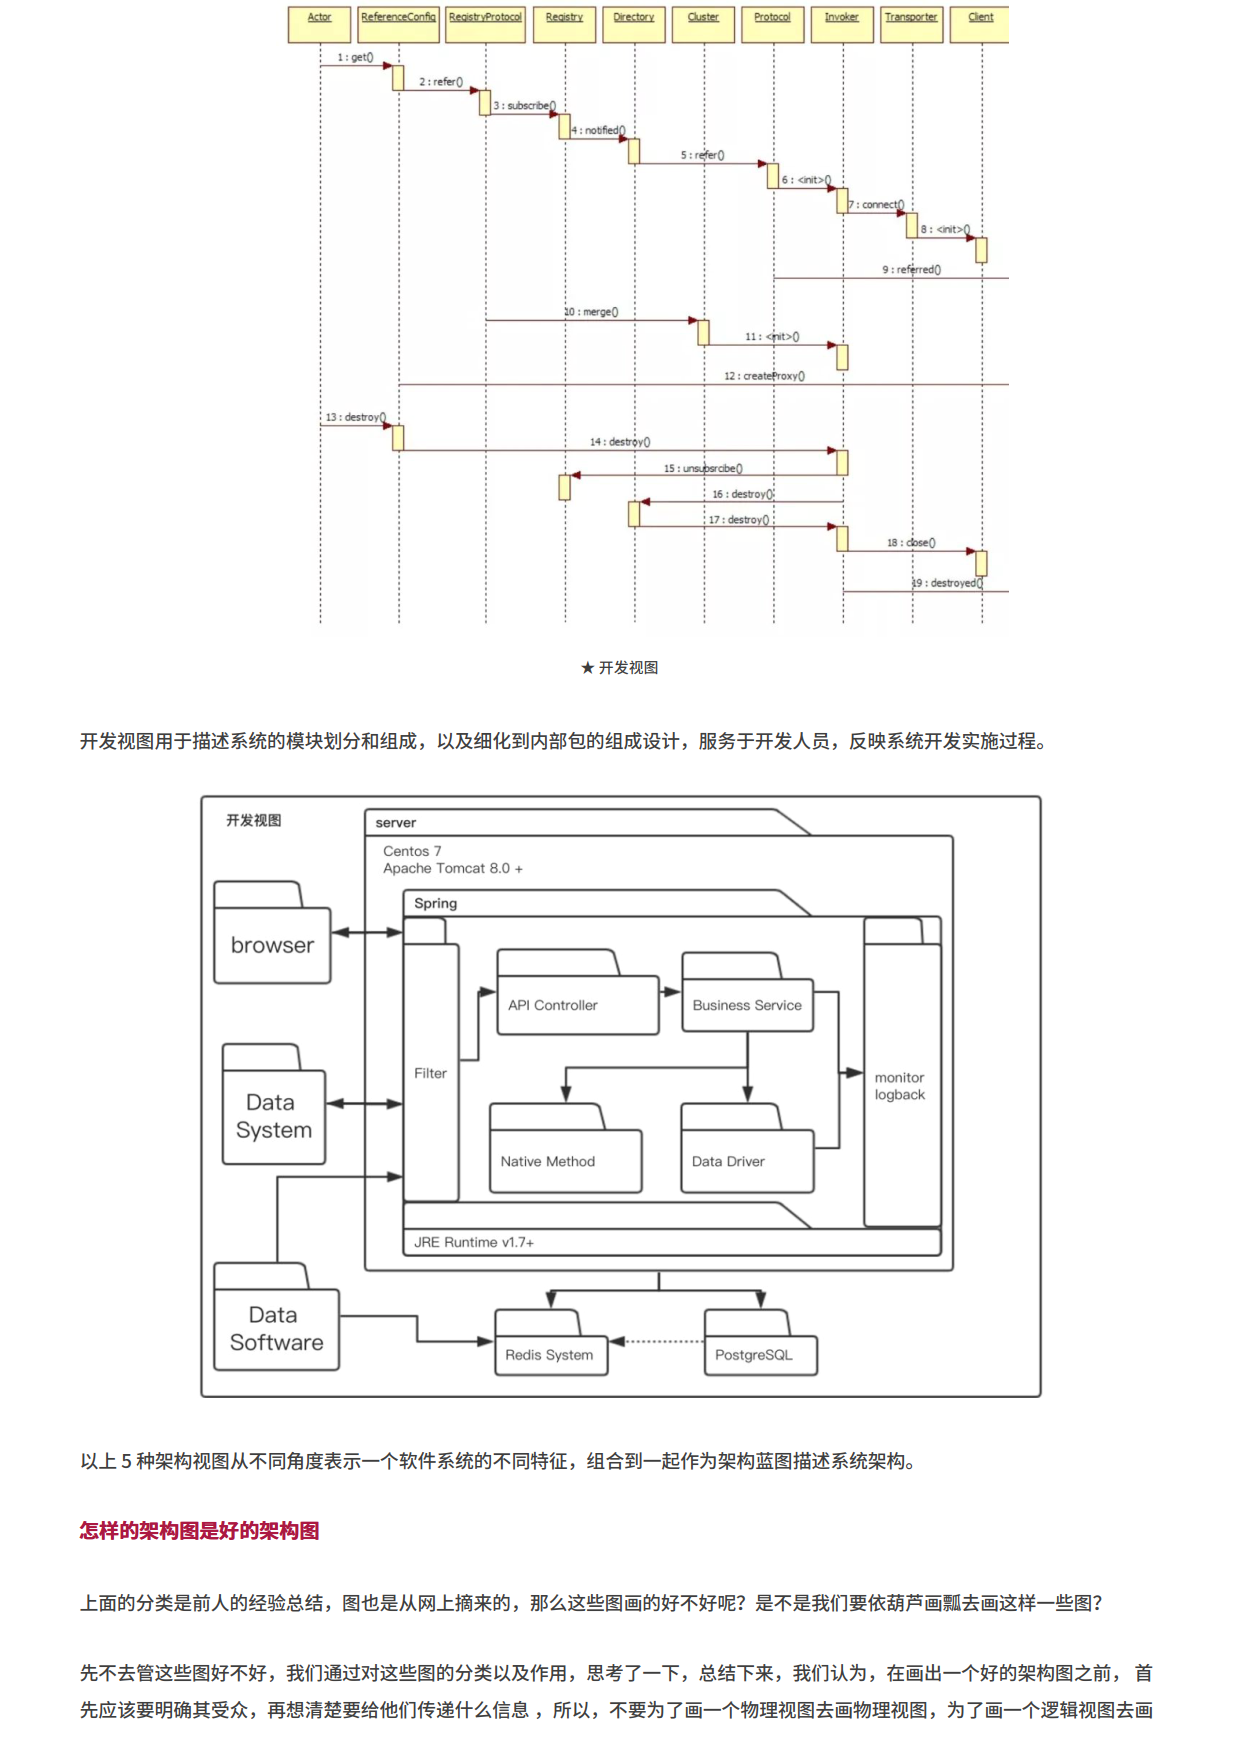 Actor ReferenceConfig RegistryProtocol Registry Directory Cluster Protocol Invoker Transporter Client
1 : get()
2 : refer()
3 : subscribe()
4 : notified()
5 : refer()
6 : <init>()
7 : connect()
8 : <init>()
9 : referred()
10 : merge()
11 : <init>()
12 : createProxy()
13 : destroy()
14 : destroy()
15 : unsubsrcibe()
16 : destroy()
17 : destroy()
18 : close()
19 : destroyed()
★ 开发视图
开发视图用于描述系统的模块划分和组成，以及细化到内部包的组成设计，服务于开发人员，反映系统开发实施过程。
开发视图
server
Centos 7
Apache Tomcat 8.0 +
Spring
browser
API Controller
Business Service
Filter
monitor
logback
Data
System
Native Method
Data Driver
JRE Runtime v1.7+
Data
Software
Redis System
PostgreSQL
以上 5 种架构视图从不同角度表示一个软件系统的不同特征，组合到一起作为架构蓝图描述系统架构。
怎样的架构图是好的架构图
上面的分类是前人的经验总结，图也是从网上摘来的，那么这些图画的好不好呢？是不是我们要依葫芦画瓢去画这样一些图？
先不去管这些图好不好，我们通过对这些图的分类以及作用，思考了一下，总结下来，我们认为，在画出一个好的架构图之前， 首
先应该要明确其受众，再想清楚要给他们传递什么信息 ，所以，不要为了画一个物理视图去画物理视图，为了画一个逻辑视图去画